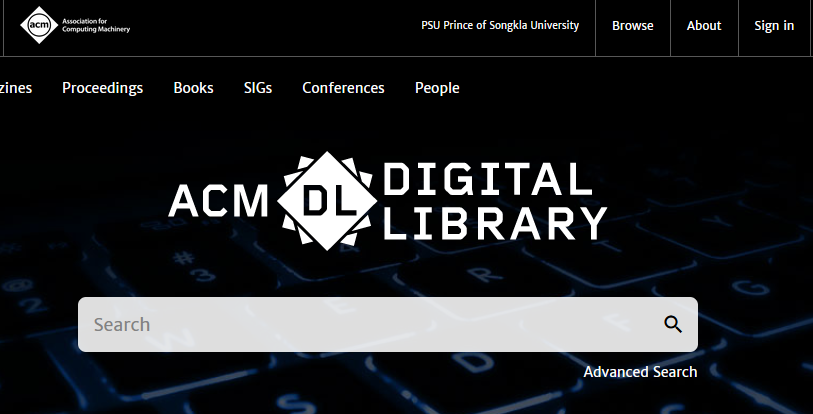 acm
Association for
Computing Machinery
PSU Prince of Songkla University
Browse
About
Sign in
zines
Proceedings
Books
SIGs
Conferences
People
ACM DL DIGITAL
LIBRARY
Search
Advanced Search